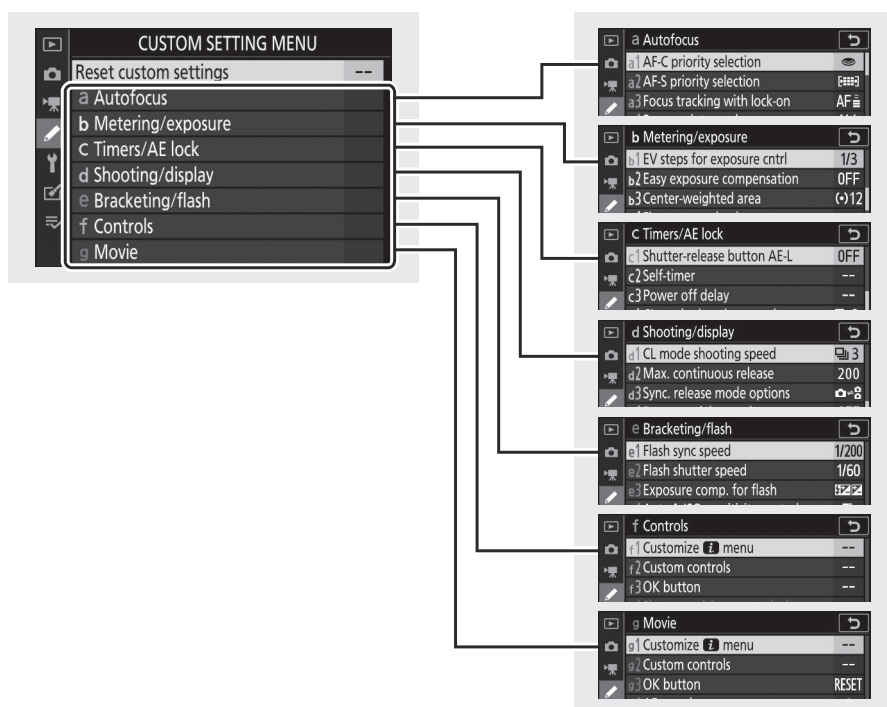 CUSTOM SETTING MENU
Reset custom settings --
a Autofocus
b Metering/exposure
c Timers/AE lock
d Shooting/display
e Bracketing/flash
f Controls
g Movie
a Autofocus
a1 AF-C priority selection
a2 AF-S priority selection
a3 Focus tracking with lock-on AF
b Metering/exposure
b1 EV steps for exposure cntrl 1/3
b2 Easy exposure compensation OFF
b3 Center-weighted area (•)12
c Timers/AE lock
c1 Shutter-release button AE-L OFF
c2 Self-timer --
c3 Power off delay --
d Shooting/display
d1 CL mode shooting speed 3
d2 Max. continuous release 200
d3 Sync. release mode options
e Bracketing/flash
e1 Flash sync speed 1/200
e2 Flash shutter speed 1/60
e3 Exposure comp. for flash
f Controls
f1 Customize i menu --
f2 Custom controls --
f3 OK button --
g Movie
g1 Customize i menu --
g2 Custom controls --
g3 OK button RESET